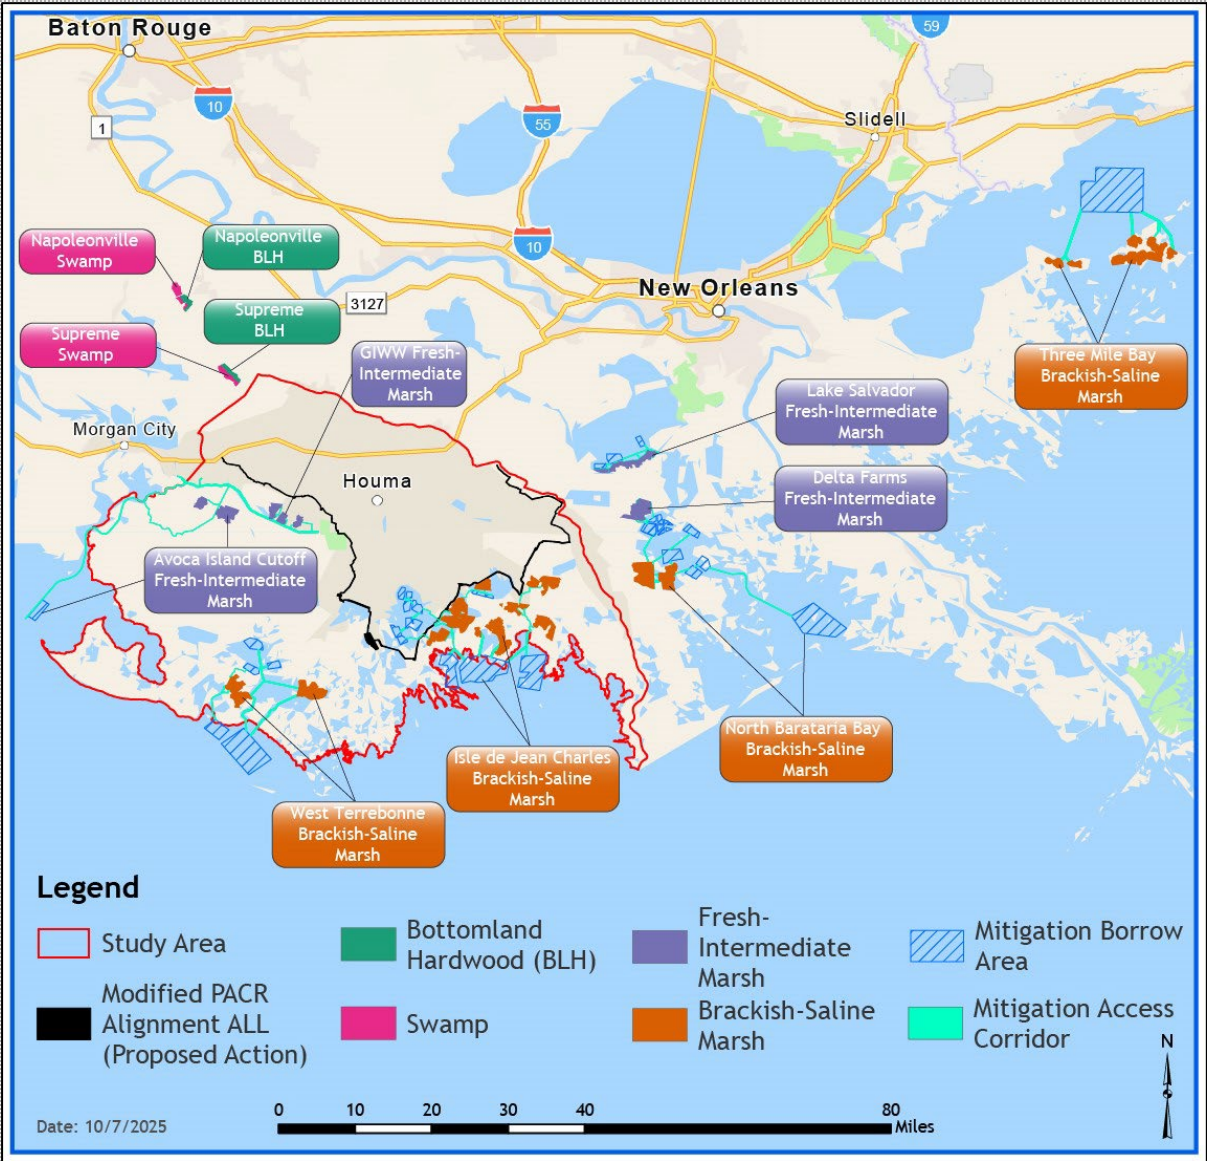 Baton Rouge
59
10
1
55
Slidell
Napoleonville
Swamp
Napoleonville
BLH
10
New Orleans
3127
Supreme
BLH
Supreme
Swamp
GIWW Fresh-
Intermediate
Marsh
Three Mile Bay
Brackish-Saline
Marsh
Lake Salvador
Fresh-Intermediate
Marsh
Morgan City
Houma
Delta Farms
Fresh-Intermediate
Marsh
Avoca Island Cutoff
Fresh-Intermediate
Marsh
North Barataria Bay
Brackish-Saline
Marsh
Isle de Jean Charles
Brackish-Saline
Marsh
West Terrebonne
Brackish-Saline
Marsh
Legend
Study Area
Modified PACR
Alignment ALL
(Proposed Action)
Bottomland
Hardwood (BLH)
Swamp
Fresh-
Intermediate
Marsh
Brackish-Saline
Marsh
Mitigation Borrow
Area
Mitigation Access
Corridor
N
Date: 10/7/2025
0 10 20 30 40 80
Miles